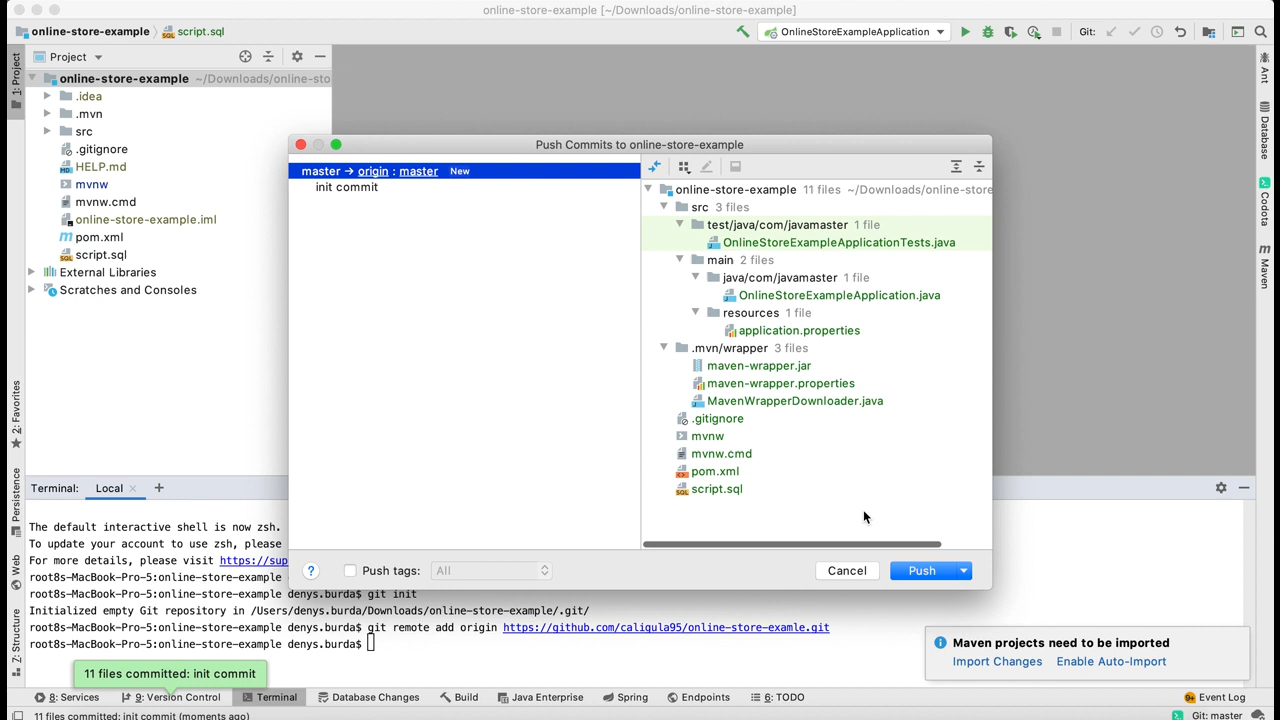 online-store-example [~/Downloads/online-store-example]
online-store-example script.sql
OnlineStoreExampleApplication
Git:
1: Project
Project
online-store-example ~/Downloads/online-sto
.idea
.mvn
src
.gitignore
HELP.md
mvnw
mvnw.cmd
online-store-example.iml
pom.xml
script.sql
External Libraries
Scratches and Consoles
2: Favorites
Persistence
Web
Z: Structure
Ant
Database
Codota
Maven
Push Commits to online-store-example
master → origin : master New
init commit
online-store-example 11 files ~/Downloads/online-store
src 3 files
test/java/com/javamaster 1 file
OnlineStoreExampleApplicationTests.java
main 2 files
java/com/javamaster 1 file
OnlineStoreExampleApplication.java
resources 1 file
application.properties
.mvn/wrapper 3 files
maven-wrapper.jar
maven-wrapper.properties
MavenWrapperDownloader.java
.gitignore
mvnw
mvnw.cmd
pom.xml
script.sql
? Push tags: All
Cancel
Push
Terminal: Local × +
The default interactive shell is now zsh.
To update your account to use zsh, please
For more details, please visit https://sup
root8s-MacBook-Pro-5:online-store-example
root8s-MacBook-Pro-5:online-store-example denys.burda$ git init
Initialized empty Git repository in /Users/denys.burda/Downloads/online-store-example/.git/
root8s-MacBook-Pro-5:online-store-example denys.burda$ git remote add origin https://github.com/caligula95/online-store-examle.git
root8s-MacBook-Pro-5:online-store-example denys.burda$
11 files committed: init commit
Maven projects need to be imported
Import Changes Enable Auto-Import
8: Services
9: Version Control
Terminal
Database Changes
Build
Java Enterprise
Spring
Endpoints
6: TODO
Event Log
11 files committed: init commit (moments ago)
Git: master